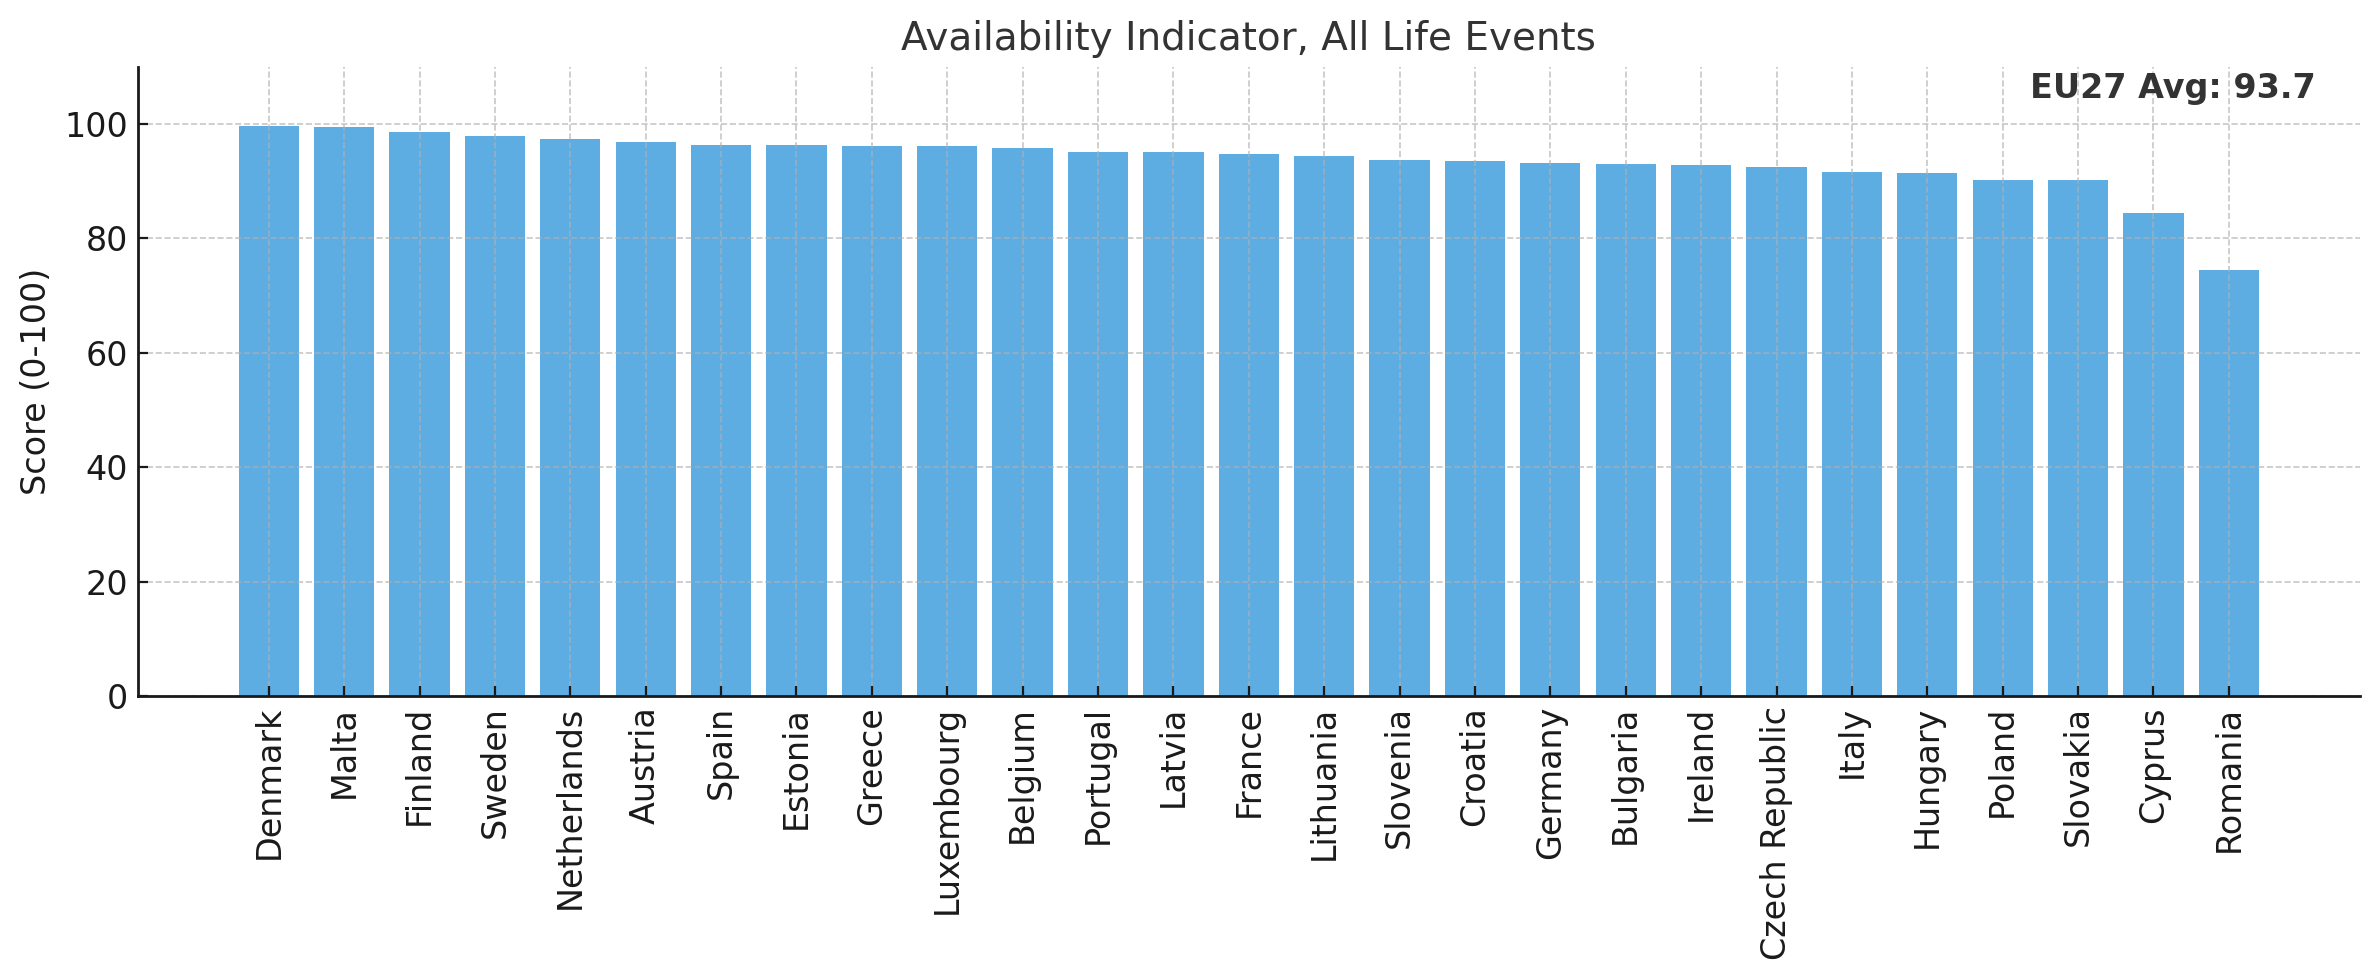 Availability Indicator, All Life Events
EU27 Avg: 93.7
Score (0-100)
100
80
60
40
20
0
Denmark
Malta
Finland
Sweden
Netherlands
Austria
Spain
Estonia
Greece
Luxembourg
Belgium
Portugal
Latvia
France
Lithuania
Slovenia
Croatia
Germany
Bulgaria
Ireland
Czech Republic
Italy
Hungary
Poland
Slovakia
Cyprus
Romania